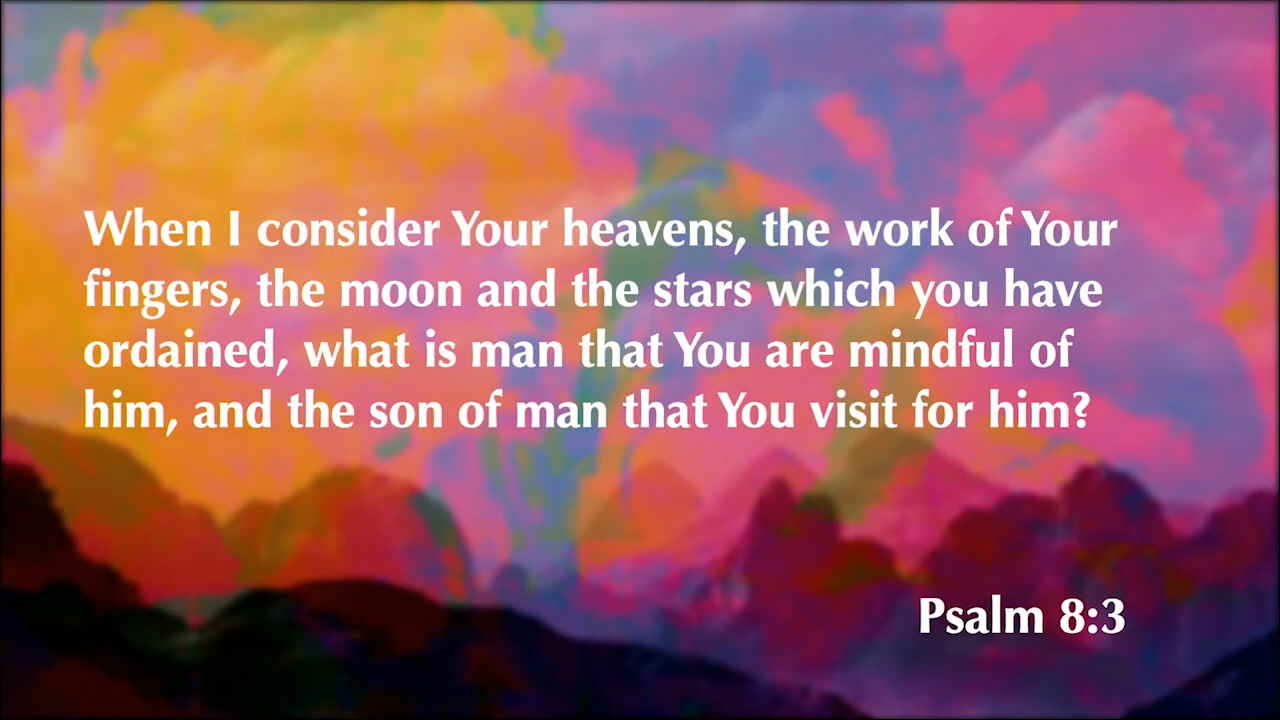 When I consider Your heavens, the work of Your
fingers, the moon and the stars which you have
ordained, what is man that You are mindful of
him, and the son of man that You visit for him?
Psalm 8:3